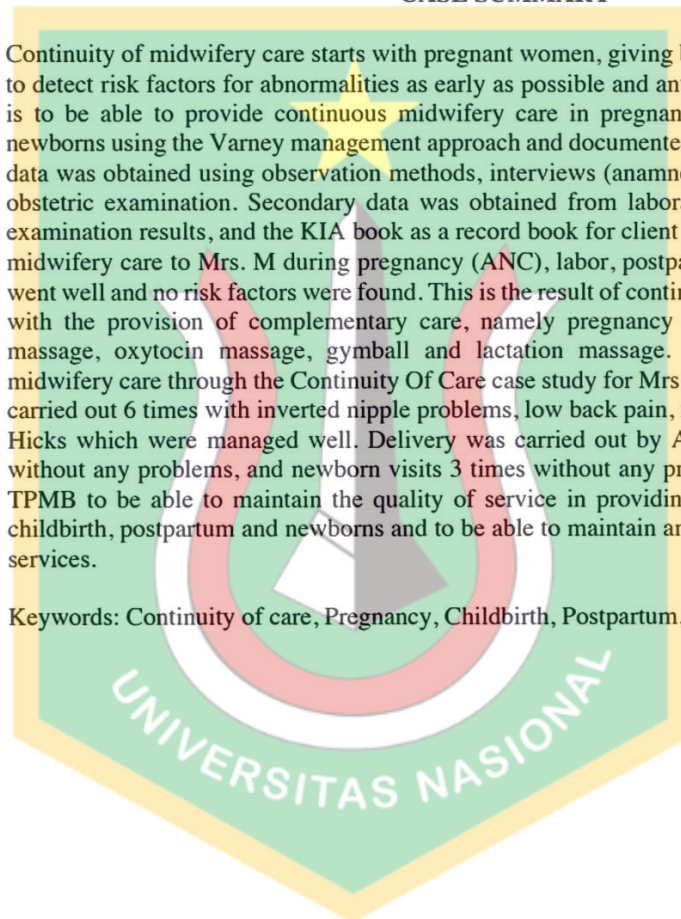 CASE SUMMARY
Continuity of midwifery care starts with pregnant women, giving
to detect risk factors for abnormalities as early as possible and
is to be able to provide continuous midwifery care in
newborns using the Varney management approach and
data was obtained using observation methods, interviews
obstetric examination. Secondary data was obtained from
examination results, and the KIA book as a record book for client
midwifery care to Mrs. M during pregnancy (ANC), labor,
went well and no risk factors were found. This is the result of
with the provision of complementary care, namely pregnancy
massage, oxytocin massage, gymball and lactation massage.
midwifery care through the Continuity Of Care case study for Mrs
carried out 6 times with inverted nipple problems, low back pain,
Hicks which were managed well. Delivery was carried out by
without any problems, and newborn visits 3 times without any
TPMB to be able to maintain the quality of service in
childbirth, postpartum and newborns and to be able to maintain
services.
Keywords: Continuity of care, Pregnancy, Childbirth, Postpartum.
UNIVERSITAS NASIONAL